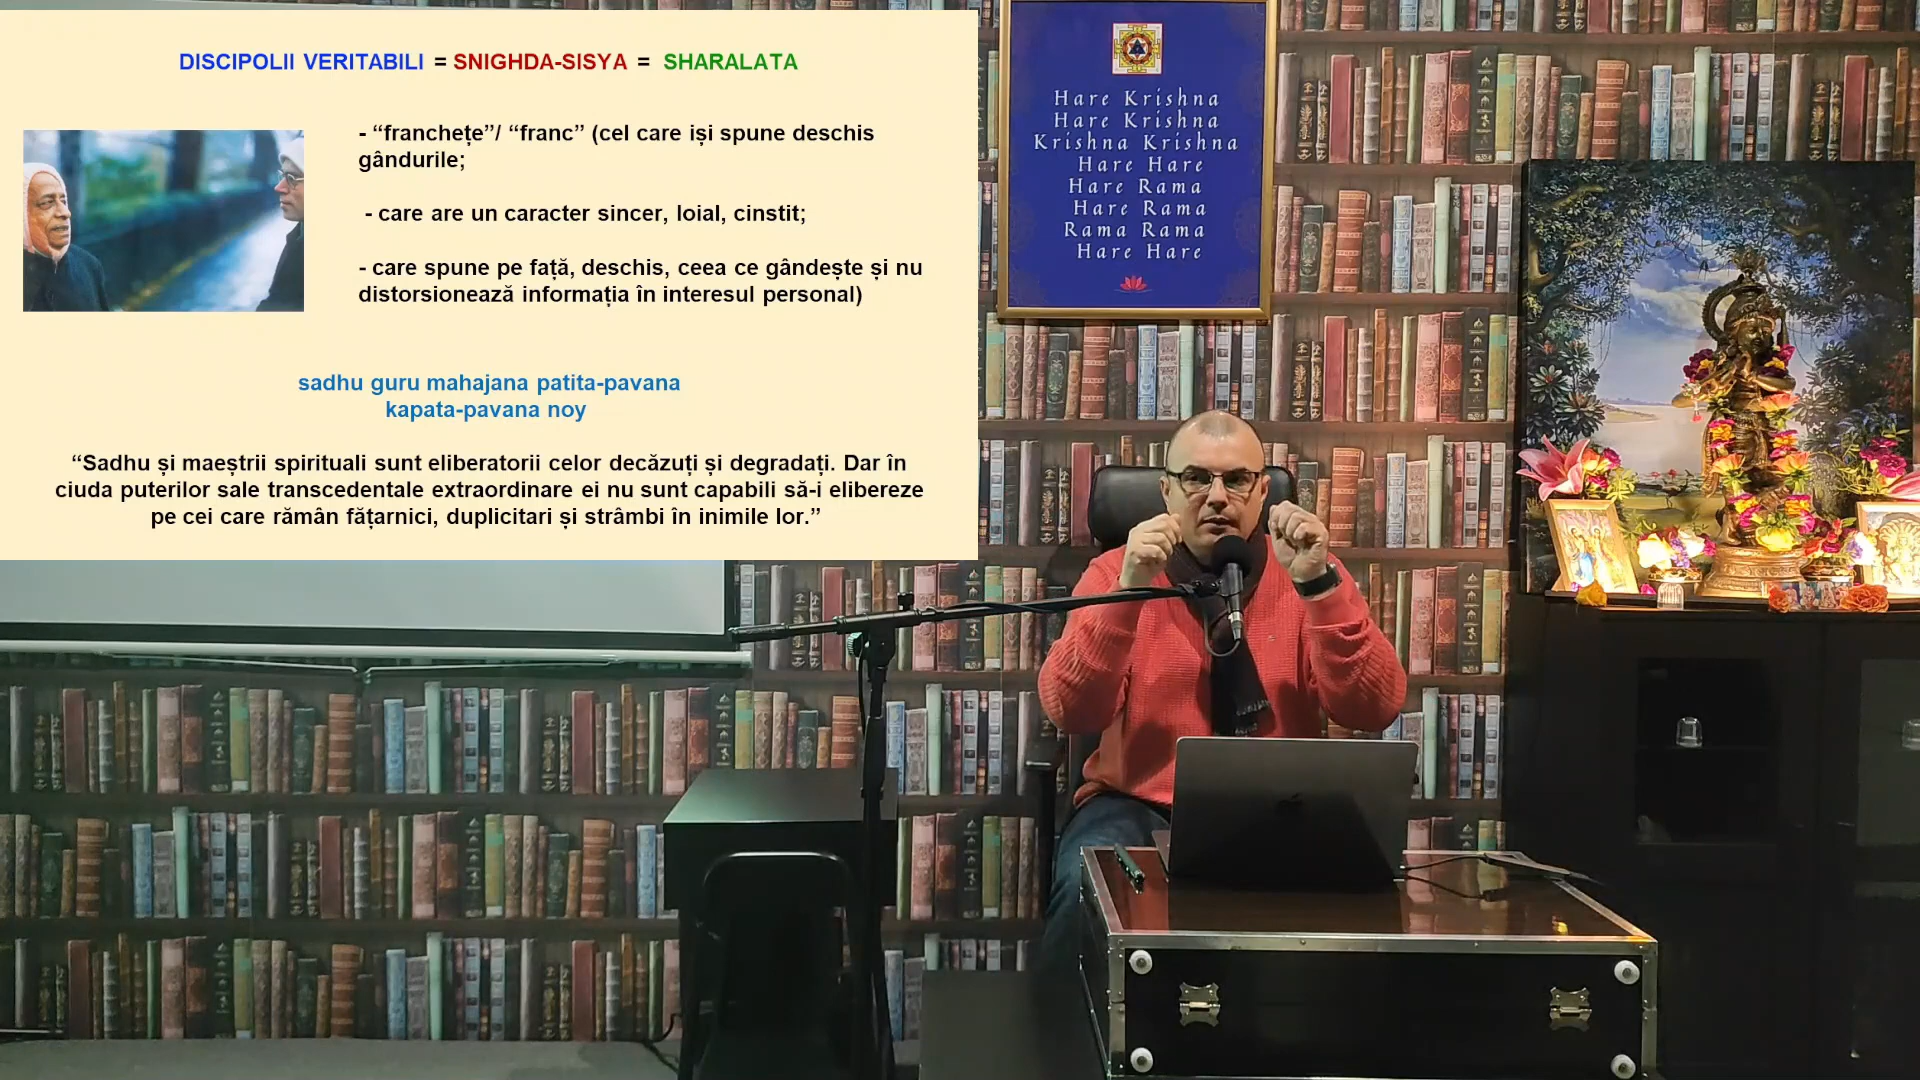 DISCIPOLII VERITABILI = SNIGHDA-SISYA = SHARALATA
- “franchețe”/ “franc” (cel care iși spune deschis
gândurile;
- care are un caracter sincer, loial, cinstit;
- care spune pe față, deschis, ceea ce gândește și nu
distorsionează informația în interesul personal)
sadhu guru mahajana patita-pavana
kapata-pavana noy
“Sadhu și maeștrii spirituali sunt eliberatorii celor decăzuți și degradați. Dar în
ciuda puterilor sale transcedentale extraordinare ei nu sunt capabili să-i elibereze
pe cei care rămân fățarnici, duplicitari și strâmbi în inimile lor.”
Hare Krishna
Hare Krishna
Krishna Krishna
Hare Hare
Hare Rama
Hare Rama
Rama Rama
Hare Hare